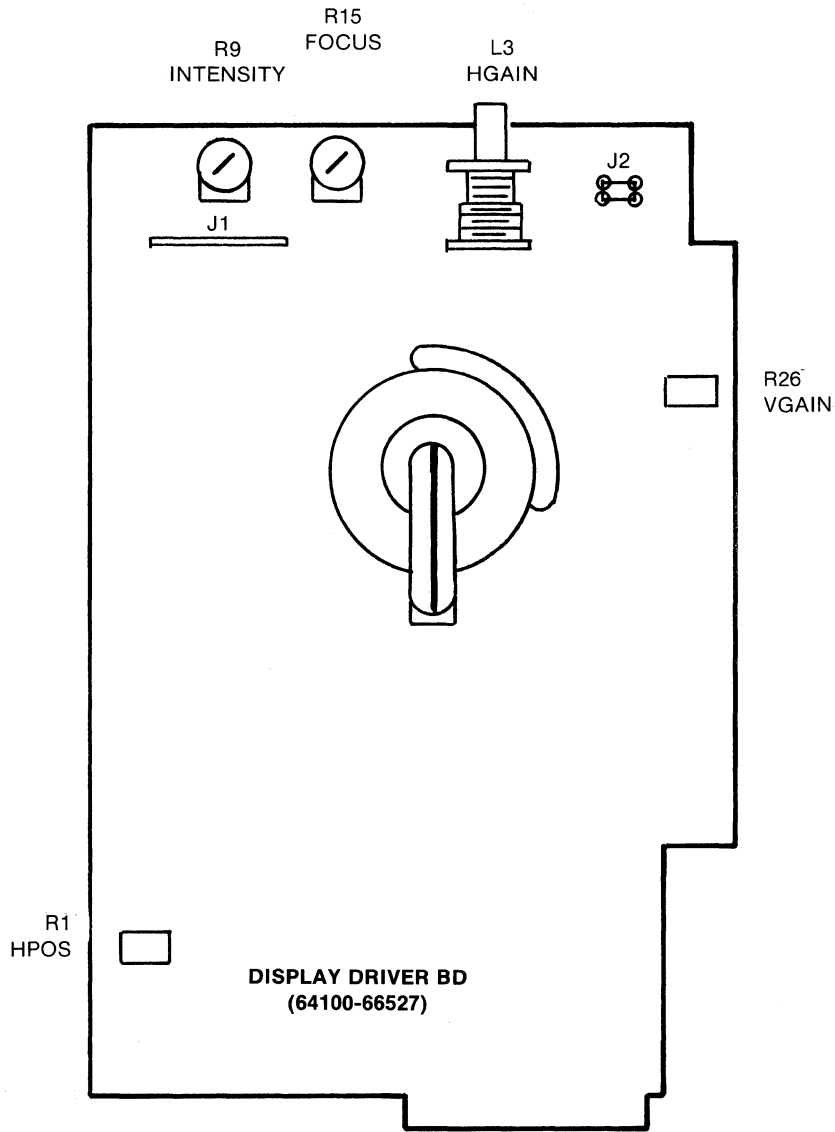 R15
FOCUS
R9
INTENSITY
L3
HGAIN
J2
J1
R26
VGAIN
R1
HPOS
DISPLAY DRIVER BD
(64100-66527)